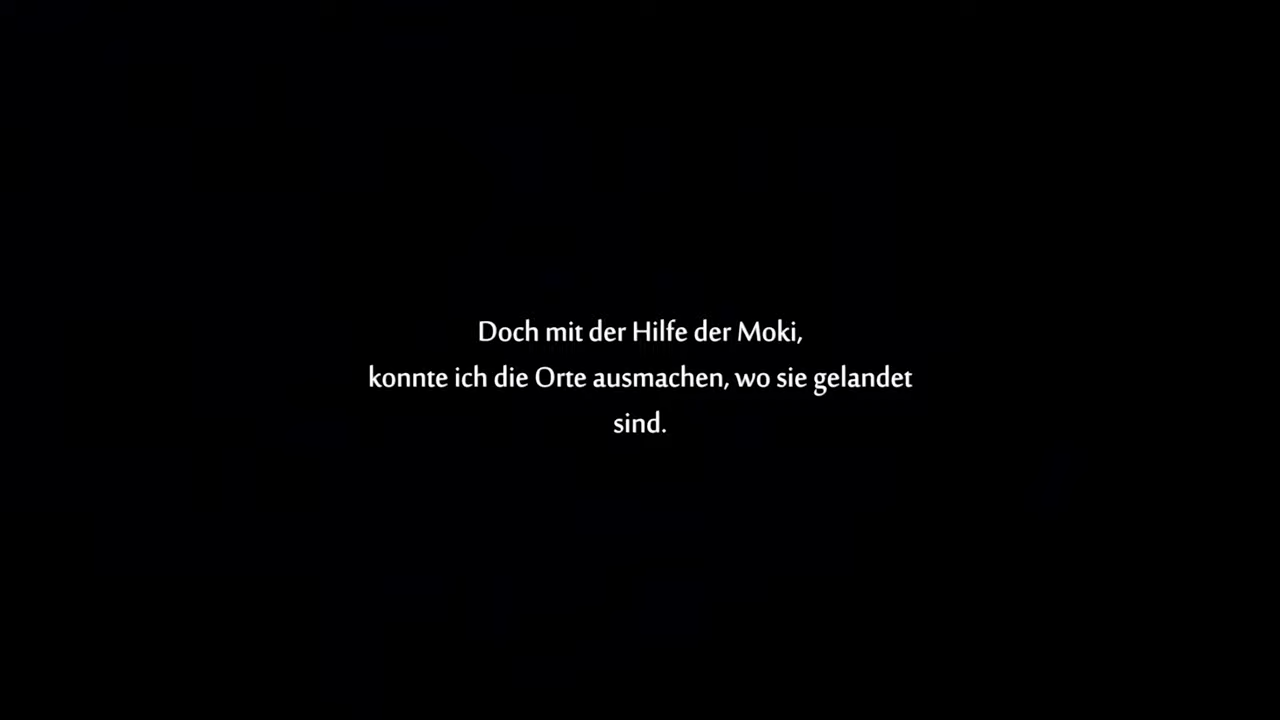 Doch mit der Hilfe der Moki,
konnte ich die Orte ausmachen, wo sie gelandet
sind.